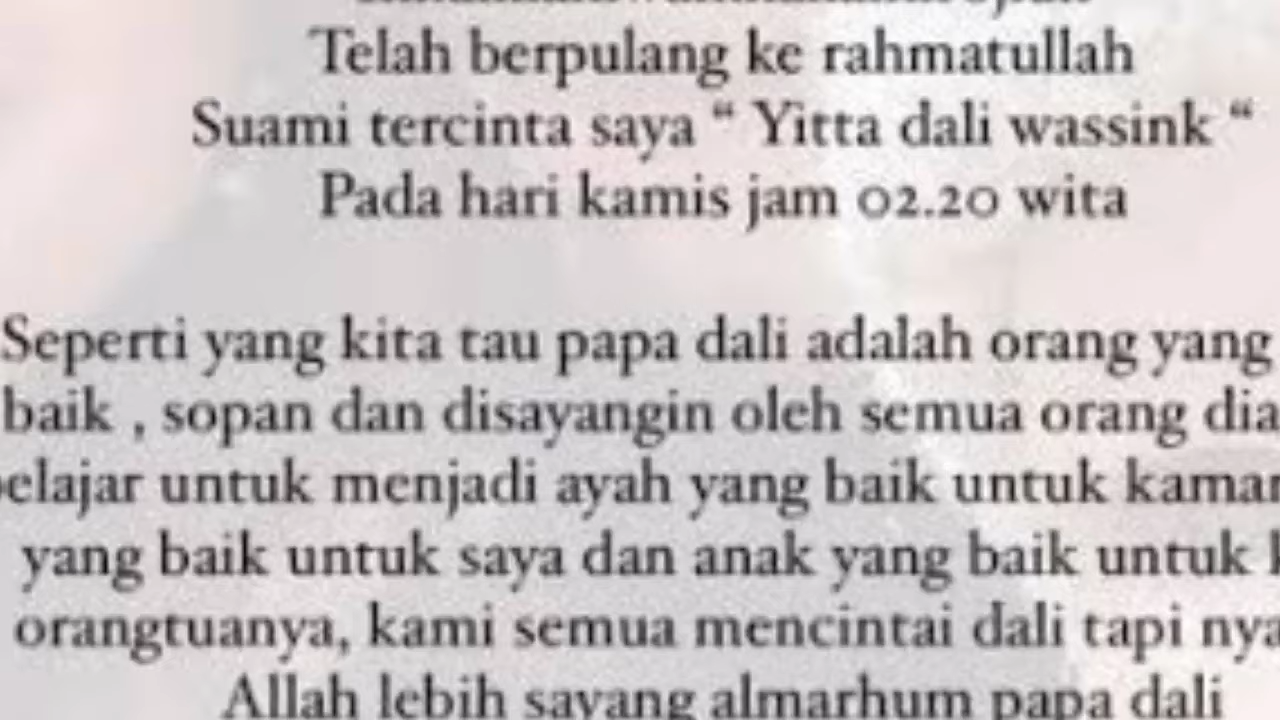 Telah berpulang ke rahmatullah
Suami tercinta saya “ Yitta dali wassink “
Pada hari kamis jam 02.20 wita
Seperti yang kita tau papa dali adalah orang yang
baik , sopan dan disayangin oleh semua orang dia
belajar untuk menjadi ayah yang baik untuk
yang baik untuk saya dan anak yang baik untuk
orangtuanya, kami semua mencintai dali tapi
Allah lebih sayang almarhum papa dali